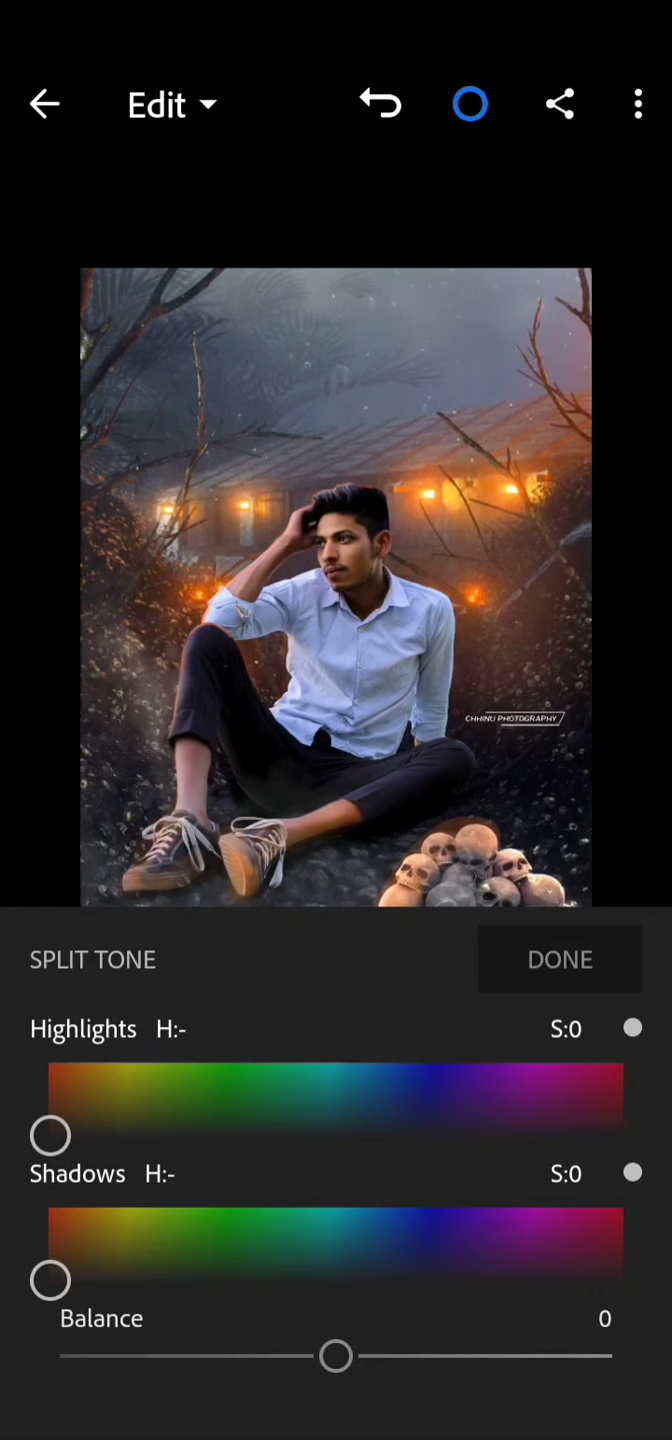 Edit
CHHINU PHOTOGRAPHY
SPLIT TONE
DONE
Highlights H:- S:0
Shadows H:- S:0
Balance 0